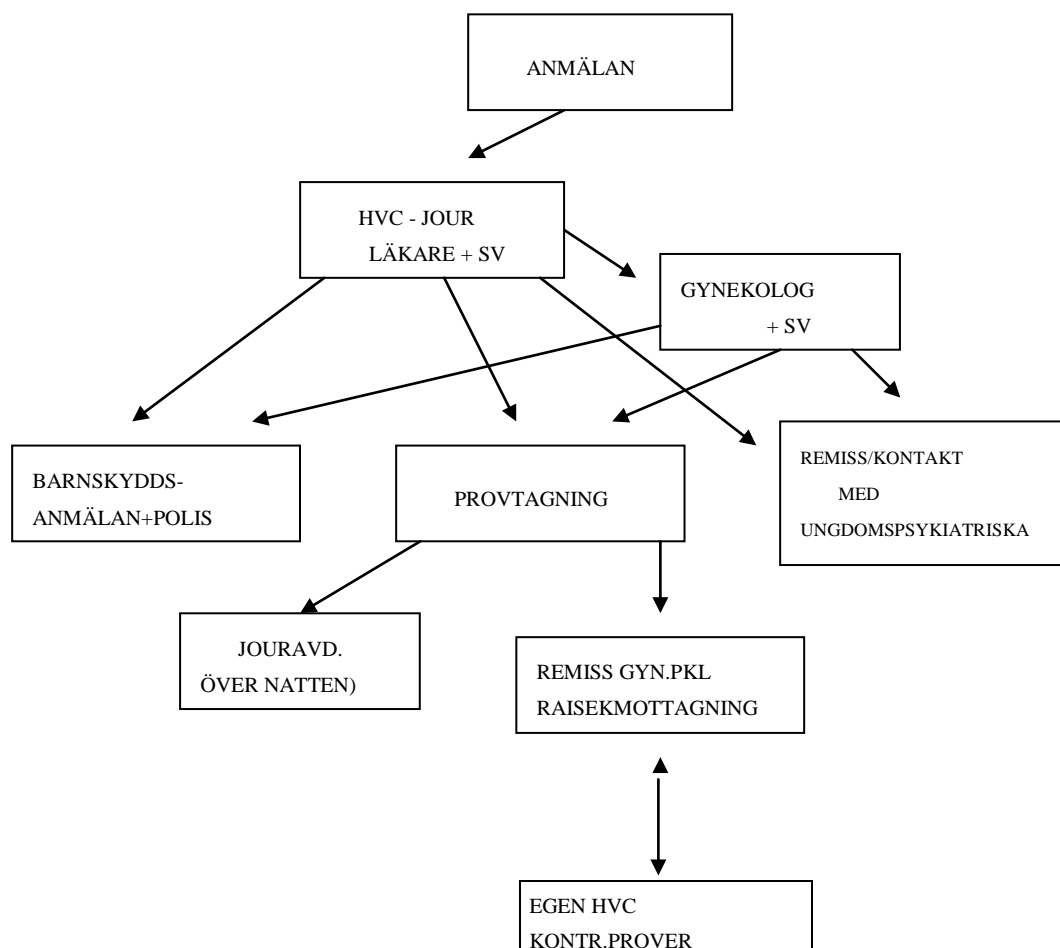 ANMÄLAN
HVC - JOUR
LÄKARE + SV
GYNEKOLOG
+ SV
BARNSKYDDS-
ANMÄLAN+POLIS
PROVTAGNING
REMISS/KONTAKT
MED
UNGDOMSPSYKIATRISKA
JOURAVD.
ÖVER NATTEN)
REMISS GYN.PKL
RAISEKMOTTAGNING
EGEN HVC
KONTR.PROVER